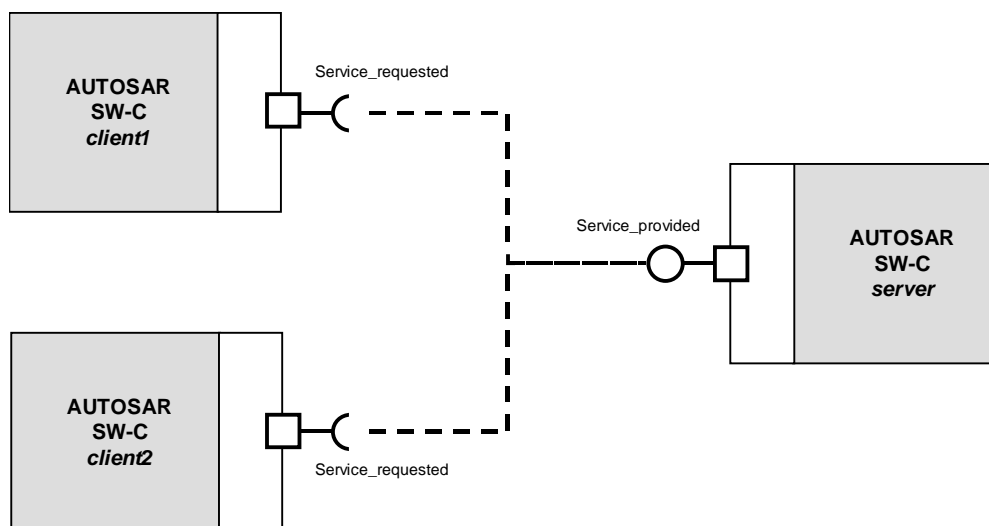 AUTOSAR
SW-C
client1
Service_requested
Service_provided
AUTOSAR
SW-C
server
AUTOSAR
SW-C
client2
Service_requested